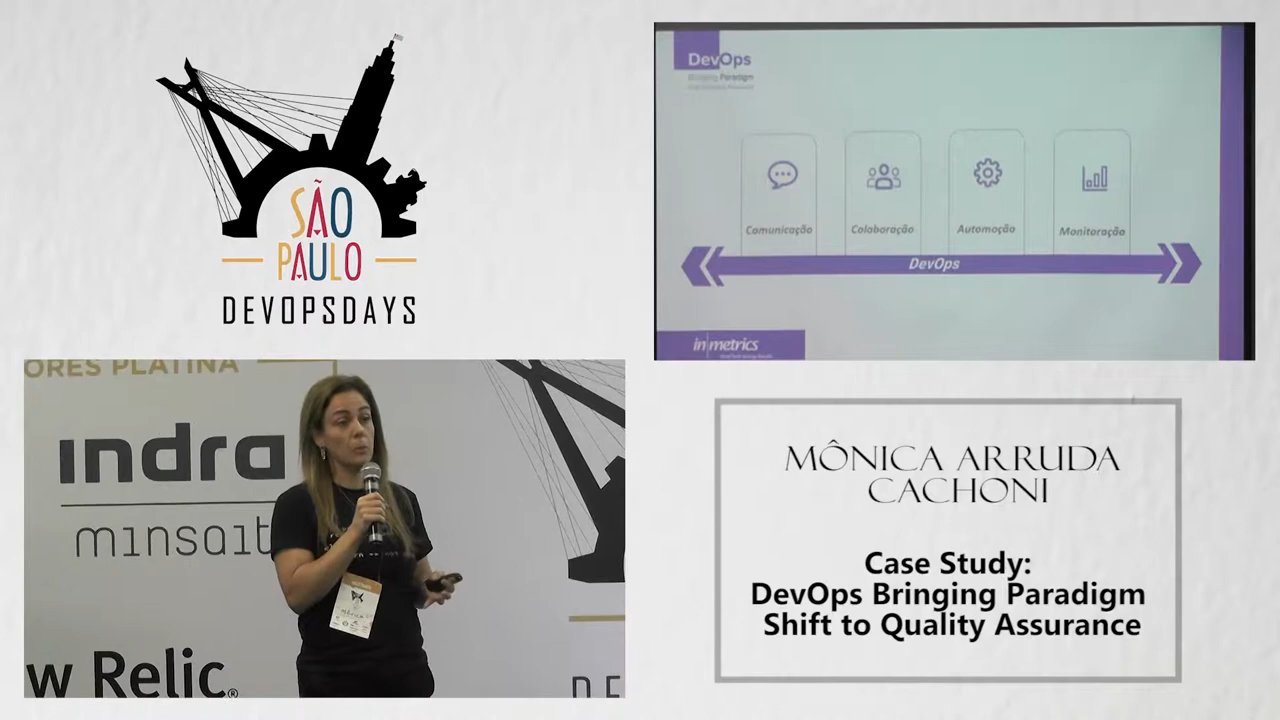 SÃO
PAULO
DEVOPSDAYS
DevOps
Bringing Paradigm
Comunicação
Colaboração
Automoção
Monitoração
DevOps
in metrics
ORES PLATINA
indra
minsait
w Relic®
MÔNICA ARRUDA
CACHONI
Case Study:
DevOps Bringing Paradigm
Shift to Quality Assurance